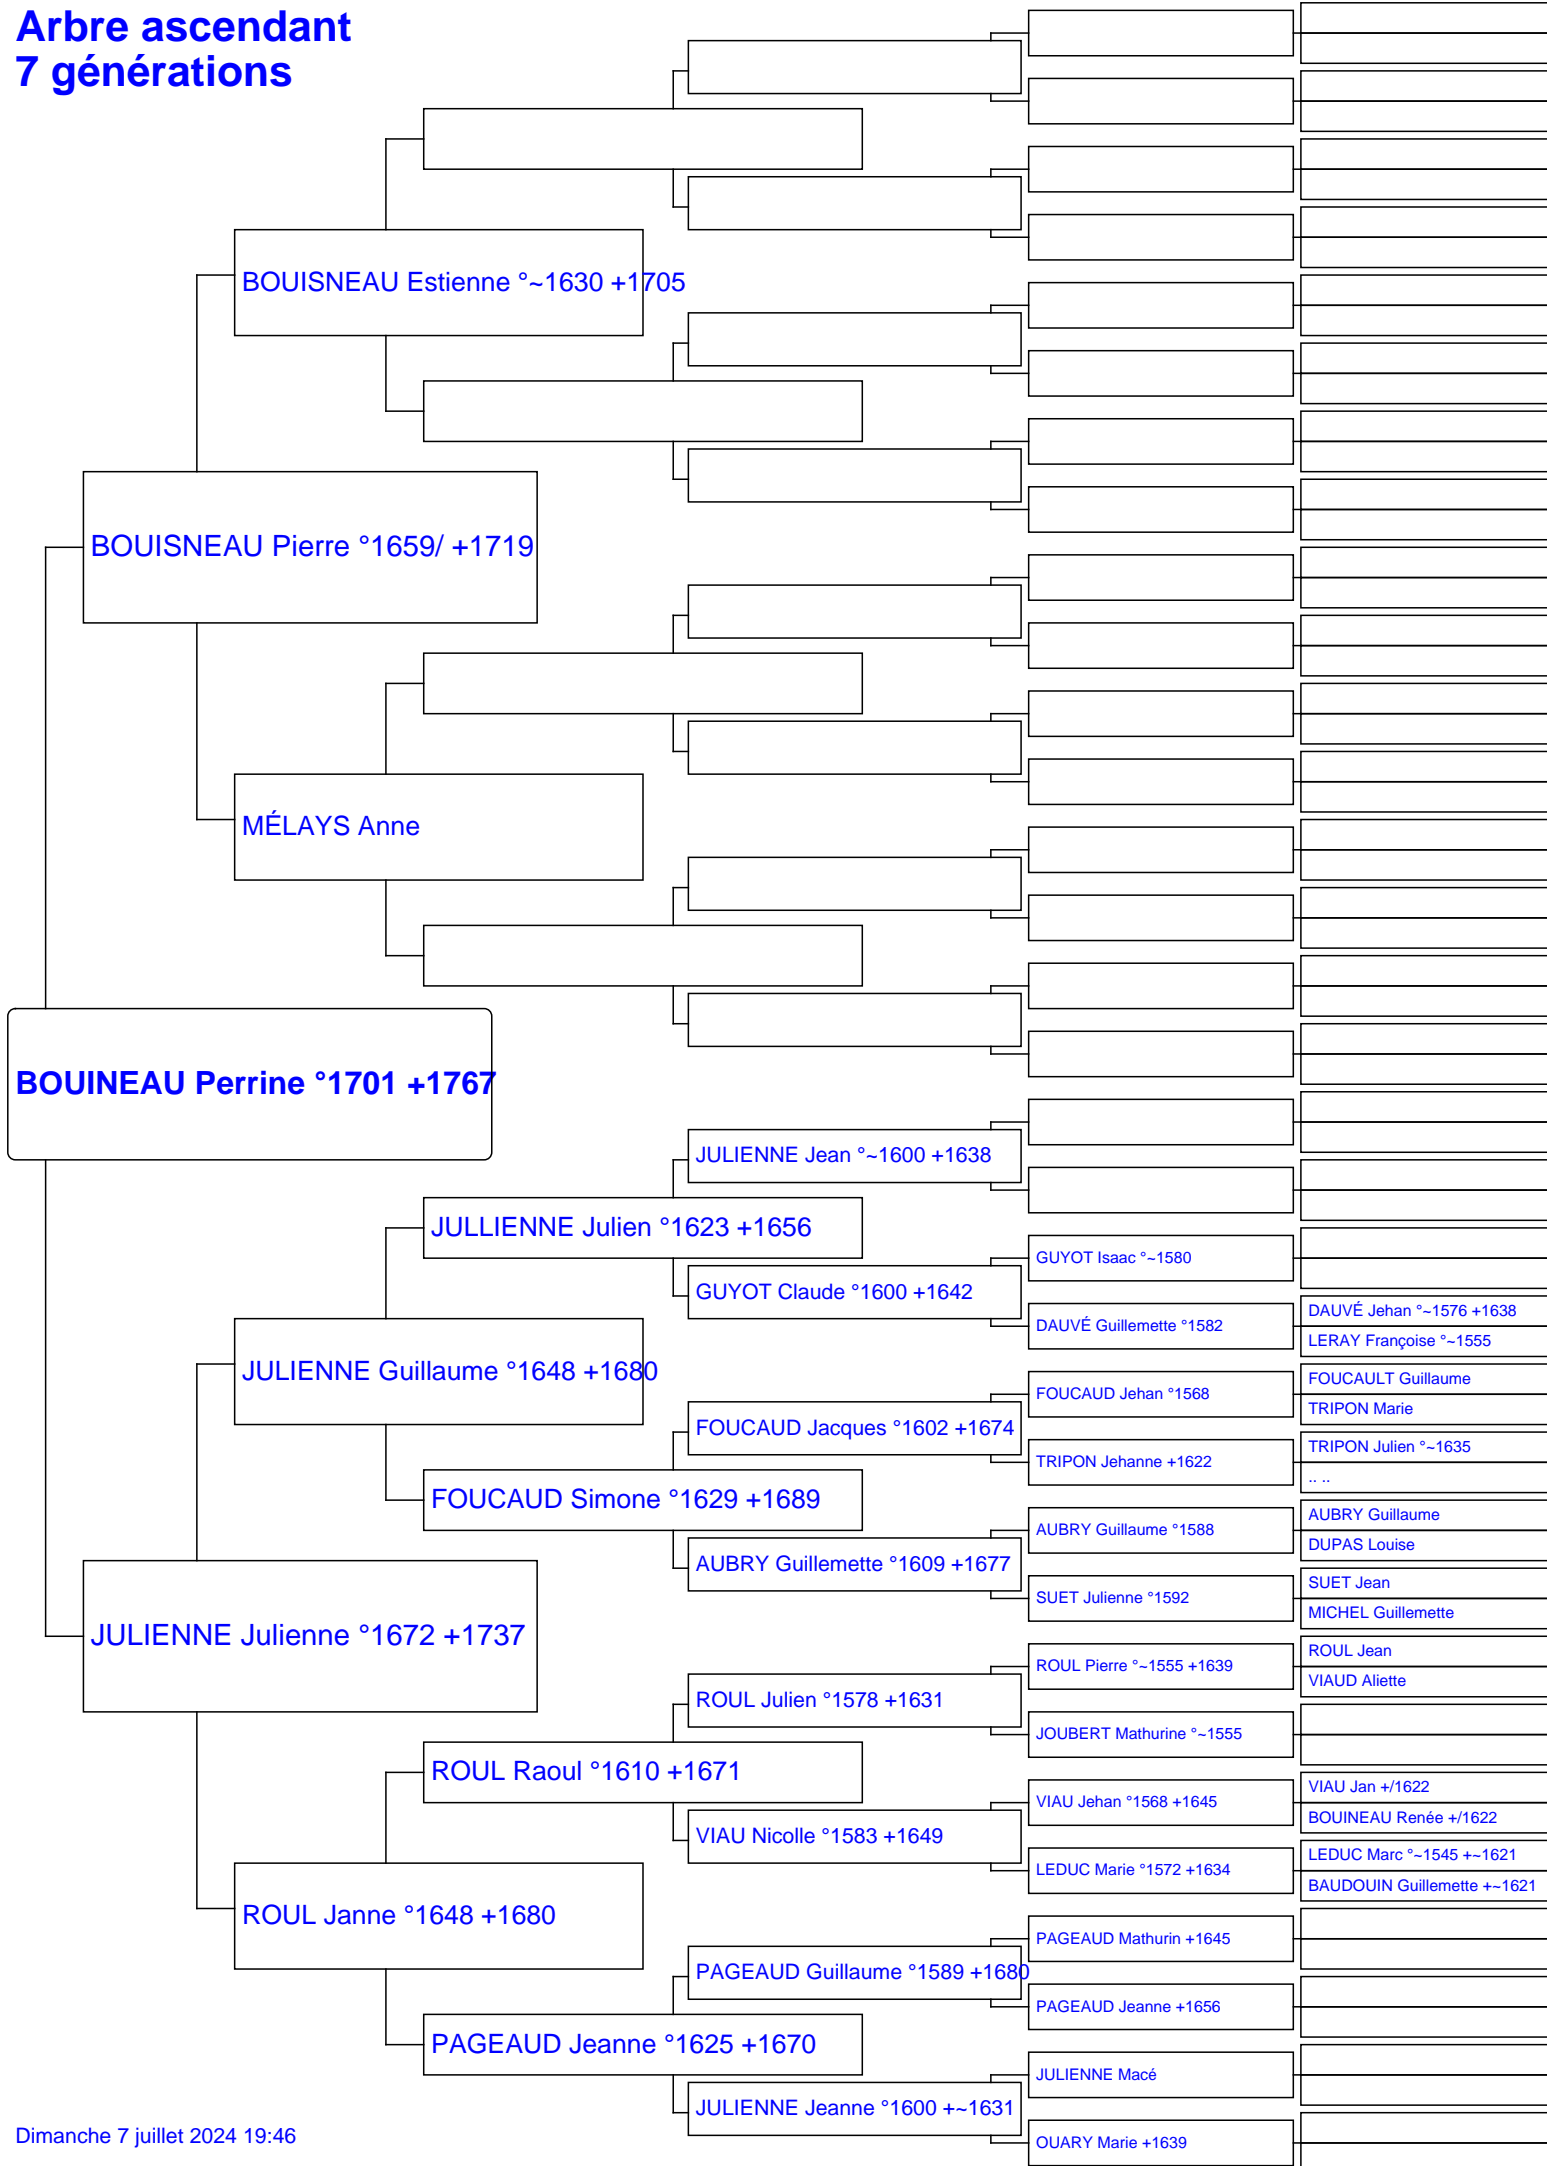 Arbre ascendant
7 générations
BOUISNEAU Estienne °~1630 +1705
BOUISNEAU Pierre °1659/ +1719
MÉLAYS Anne
BOUINEAU Perrine °1701 +1767
JULIENNE Jean °~1600 +1638
JULLIENNE Julien °1623 +1656
GUYOT Isaac °~1580
GUYOT Claude °1600 +1642
DAUVÉ Jehan °~1576 +1638
DAUVÉ Guillemette °1582
LERAY Françoise °~1555
JULIENNE Guillaume °1648 +1680
FOUCAULT Guillaume
FOUCAUD Jehan °1568
TRIPON Marie
FOUCAUD Jacques °1602 +1674
TRIPON Julien °~1635
TRIPON Jehanne +1622
.. ..
FOUCAUD Simone °1629 +1689
AUBRY Guillaume
AUBRY Guillaume °1588
DUPAS Louise
AUBRY Guillemette °1609 +1677
SUET Jean
SUET Julienne °1592
MICHEL Guillemette
JULIENNE Julienne °1672 +1737
ROUL Jean
ROUL Pierre °~1555 +1639
VIAUD Aliette
ROUL Julien °1578 +1631
JOUBERT Mathurine °~1555
ROUL Raoul °1610 +1671
VIAU Jan +/1622
VIAU Jehan °1568 +1645
BOUINEAU Renée +/1622
VIAU Nicolle °1583 +1649
LEDUC Marc °~1545 +~1621
LEDUC Marie °1572 +1634
BAUDOUIN Guillemette +~1621
ROUL Janne °1648 +1680
PAGEAUD Mathurin +1645
PAGEAUD Guillaume °1589 +1680
PAGEAUD Jeanne +1656
PAGEAUD Jeanne °1625 +1670
JULIENNE Macé
JULIENNE Jeanne °1600 +~1631
OUARY Marie +1639
Dimanche 7 juillet 2024 19:46